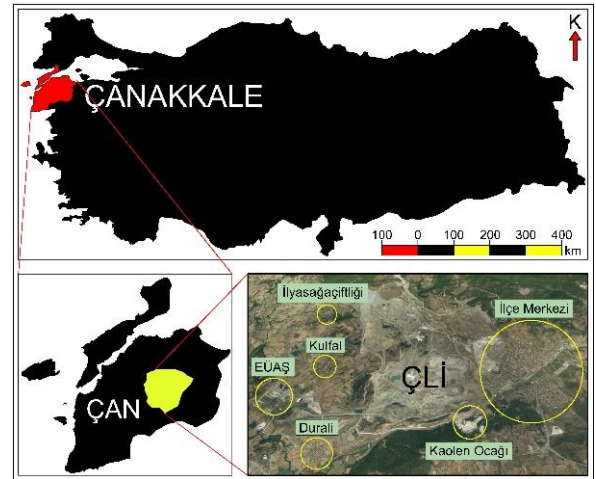 K
ÇANAKKALE
100 0 100 200 300 400
km
ÇAN
İlyasağaçiftliği
İlçe Merkezi
Kulfal
EÜAŞ
ÇLİ
Durali
Kaolen Ocağı